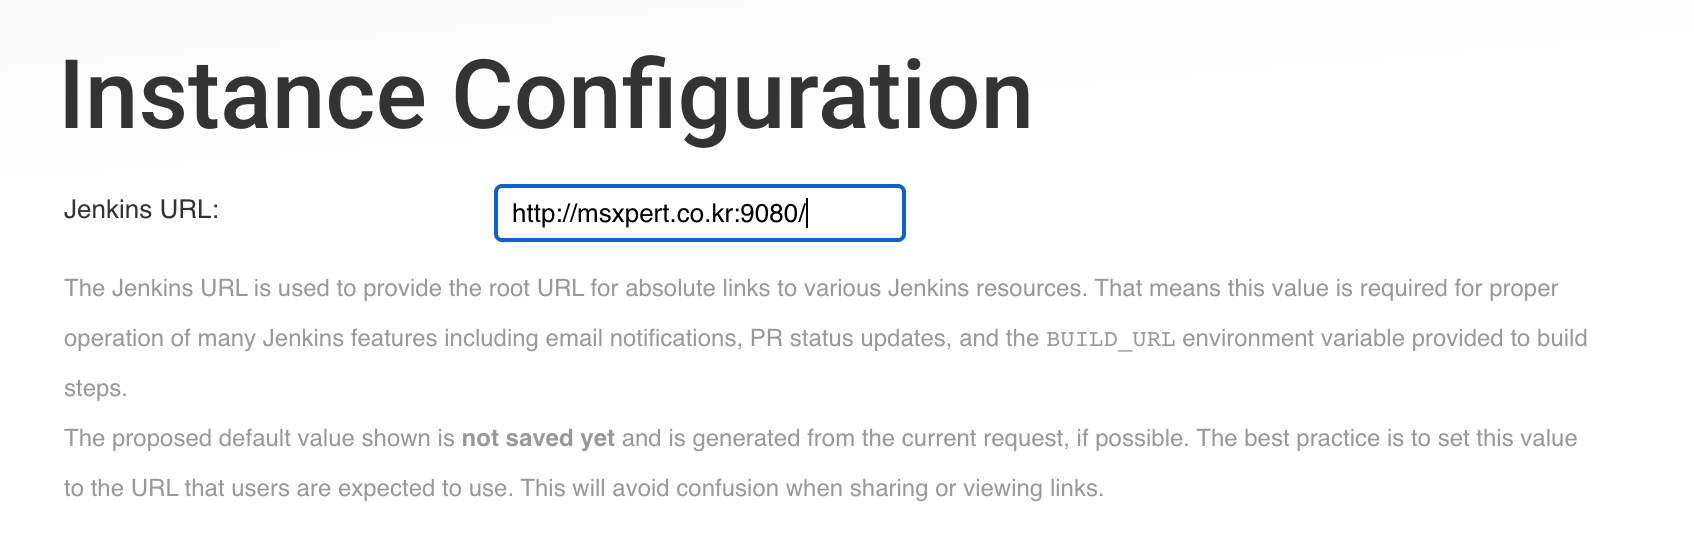 Instance Configuration
Jenkins URL:
http://msxpert.co.kr:9080/
The Jenkins URL is used to provide the root URL for absolute links to various Jenkins resources. That means this value is required for proper
operation of many Jenkins features including email notifications, PR status updates, and the BUILD_URL environment variable provided to build
steps.
The proposed default value shown is not saved yet and is generated from the current request, if possible. The best practice is to set this value
to the URL that users are expected to use. This will avoid confusion when sharing or viewing links.